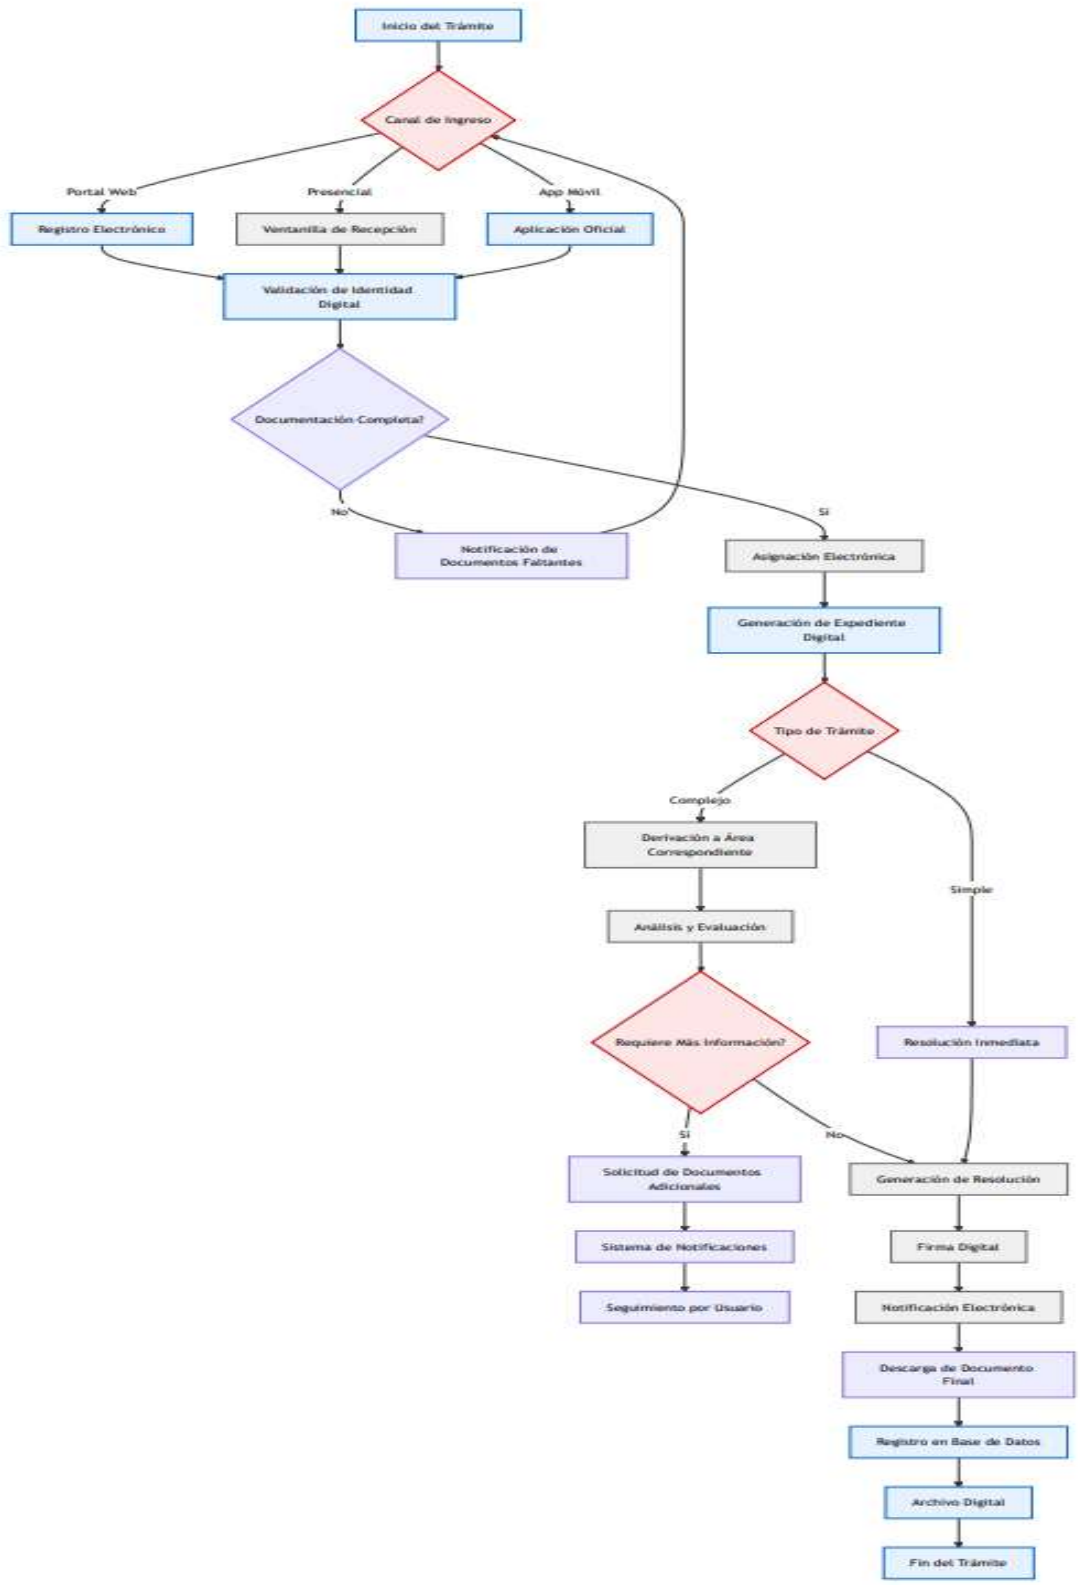 Inicio del Trámite
Canal de Ingreso
Portal Web
Presencial
App Móvil
Registro Electrónico
Ventanilla de Recepción
Aplicación Oficial
Validación de Identidad
Digital
Documentación Completa?
No
Sí
Notificación de
Documentos Faltantes
Asignación Electrónica
Generación de Expediente
Digital
Tipo de Trámite
Complejo
Derivación a Área
Correspondiente
Simple
Análisis y Evaluación
Requiere Más Información?
Resolución Inmediata
Sí
No
Solicitud de Documentos
Adicionales
Generación de Resolución
Sistema de Notificaciones
Firma Digital
Seguimiento por Usuario
Notificación Electrónica
Descarga de Documento
Final
Registro en Base de Datos
Archivo Digital
Fin del Trámite